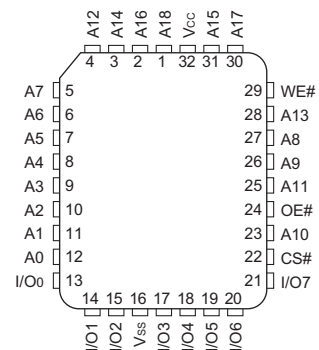 A12 A14 A16 A18 Vcc A15 A17
4 3 2 1 32 31 30
A7 5
A6 6
A5 7
A4 8
A3 9
A2 10
A1 11
A0 12
I/O0 13
29 WE#
28 A13
27 A8
26 A9
25 A11
24 OE#
23 A10
22 CS#
21 I/O7
14 15 16 17 18 19 20
I/O1 I/O2 Vss I/O3 I/O4 I/O5 I/O6